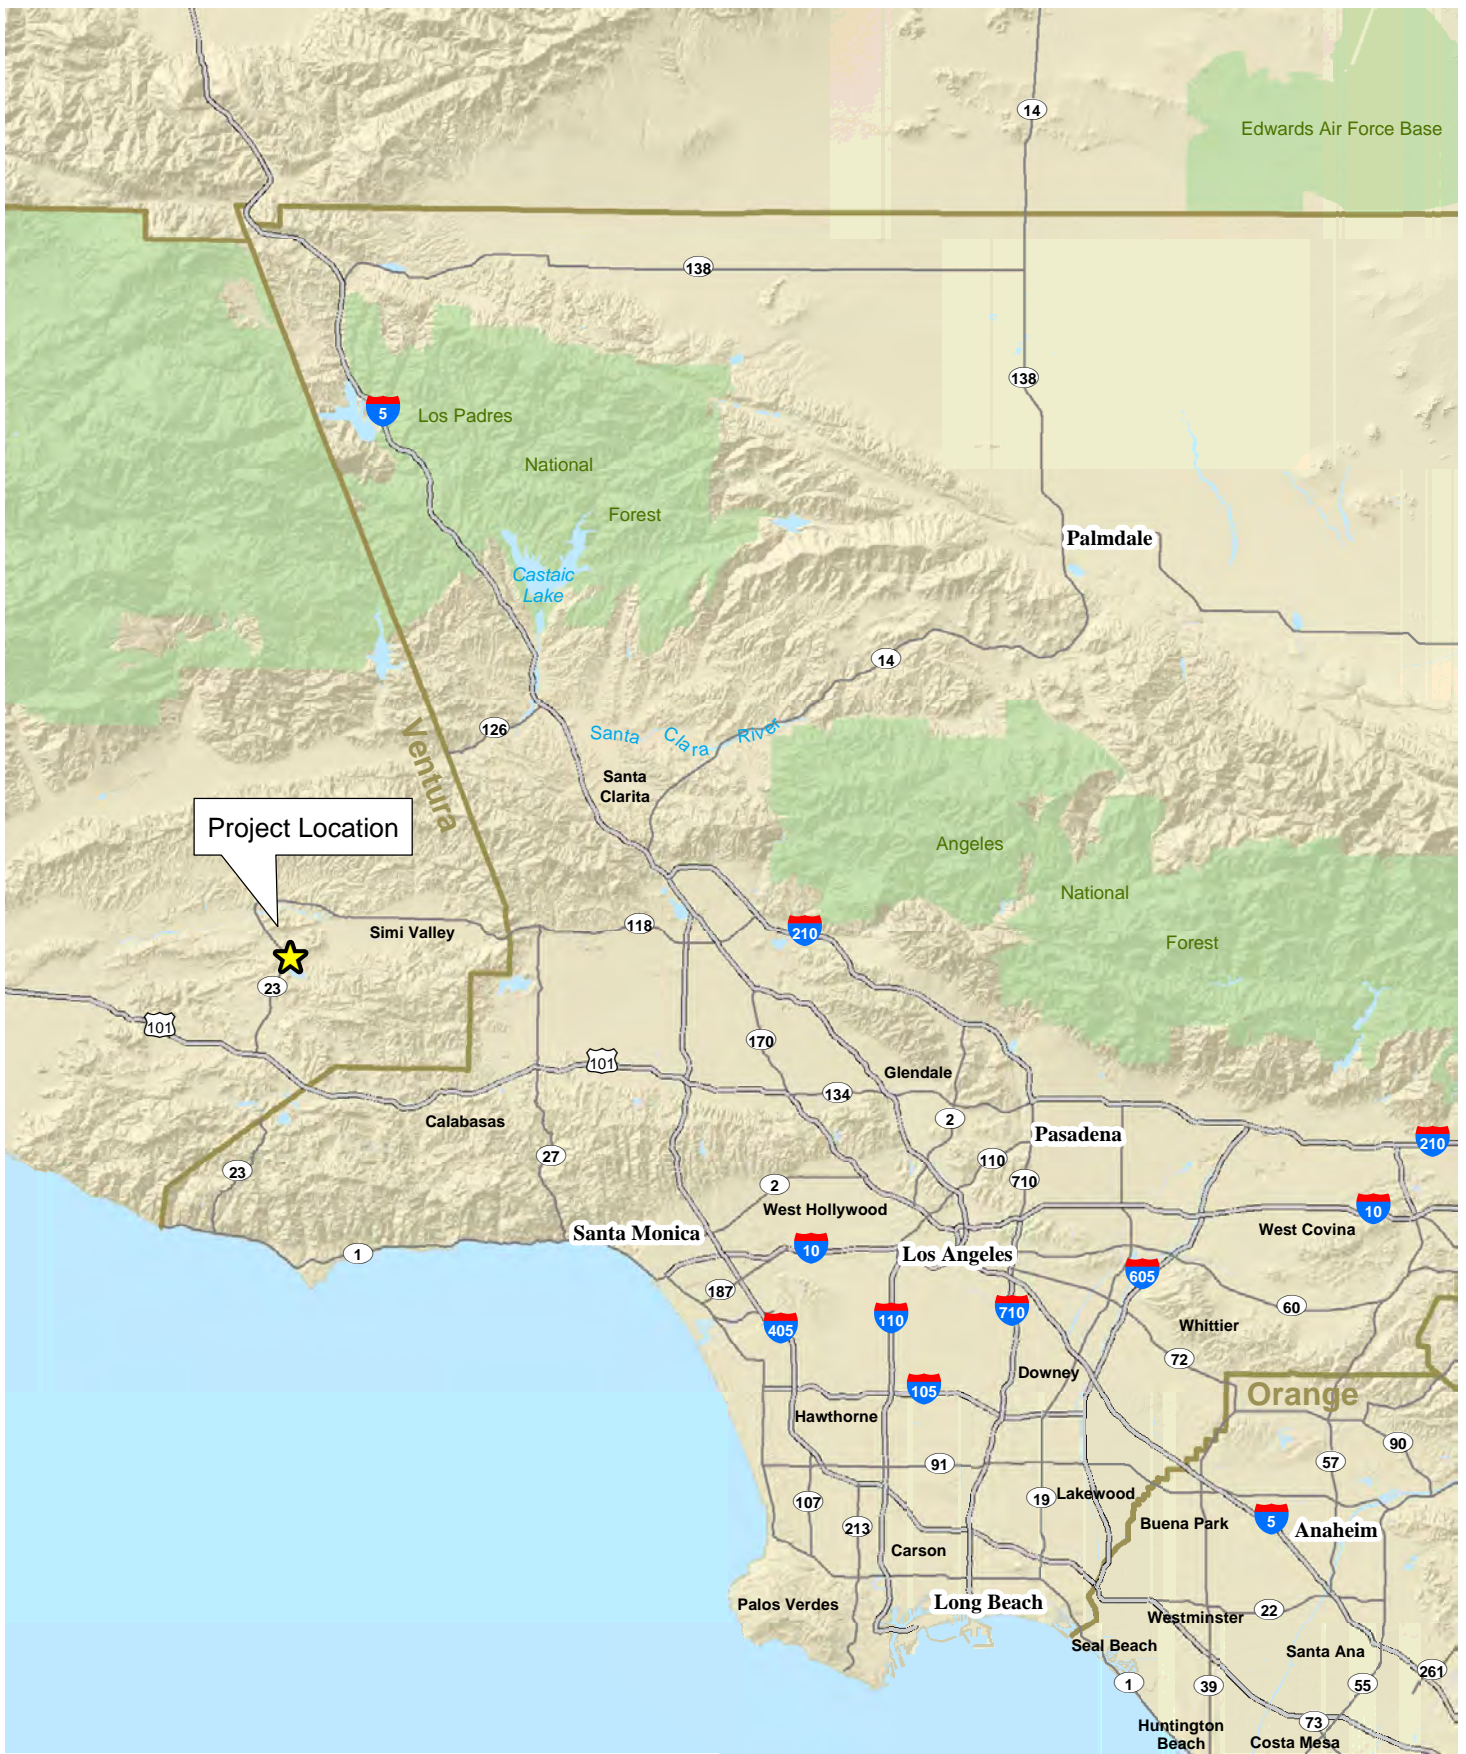 14
Edwards Air Force Base
138
138
5
Los Padres
National
Forest
Palmdale
Castaic
Lake
14
126
Santa Clara River
Ventura
Santa
Clarita
Project Location
Angeles
National
Forest
118
210
Simi Valley
23
101
170
101
Glendale
134
2
Calabasas
Pasadena
210
27
110
23
710
2
West Hollywood
10
West Covina
Santa Monica
1
10
Los Angeles
605
187
60
405
110
710
Whittier
72
Downey
105
Orange
Hawthorne
90
91
57
107
19
Lakewood
213
Buena Park
5
Anaheim
Carson
Palos Verdes
Long Beach
Westminster
22
Seal Beach
Santa Ana
261
1
39
55
73
Huntington
Beach
Costa Mesa